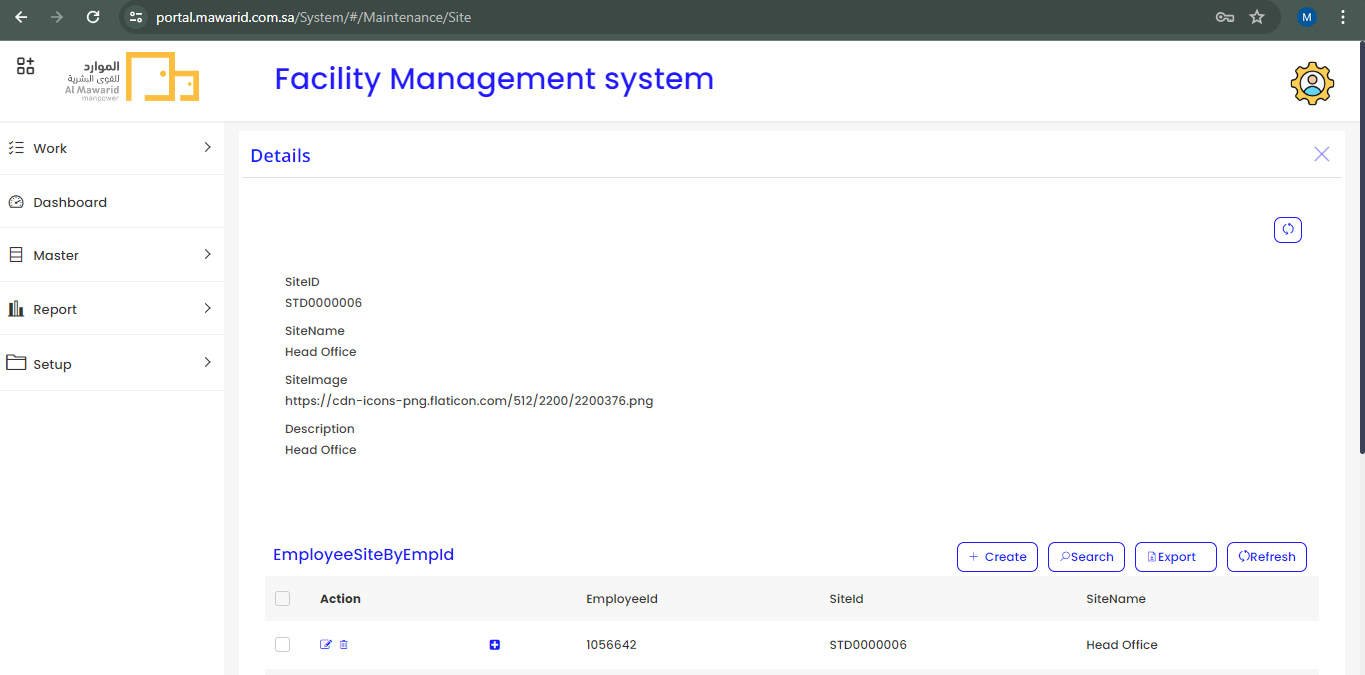 portal.mawarid.com.sa/System/#/Maintenance/Site
M
الموارد
للقوى البشرية
Al Mawarid
manpower
Facility Management system
Work
Dashboard
Master
Report
Setup
Details
SiteID
STD0000006
SiteName
Head Office
SiteImage
https://cdn-icons-png.flaticon.com/512/2200/2200376.png
Description
Head Office
EmployeeSiteByEmpId
+ Create
Search
Export
Refresh
Action EmployeeId SiteId SiteName
1056642 STD0000006 Head Office